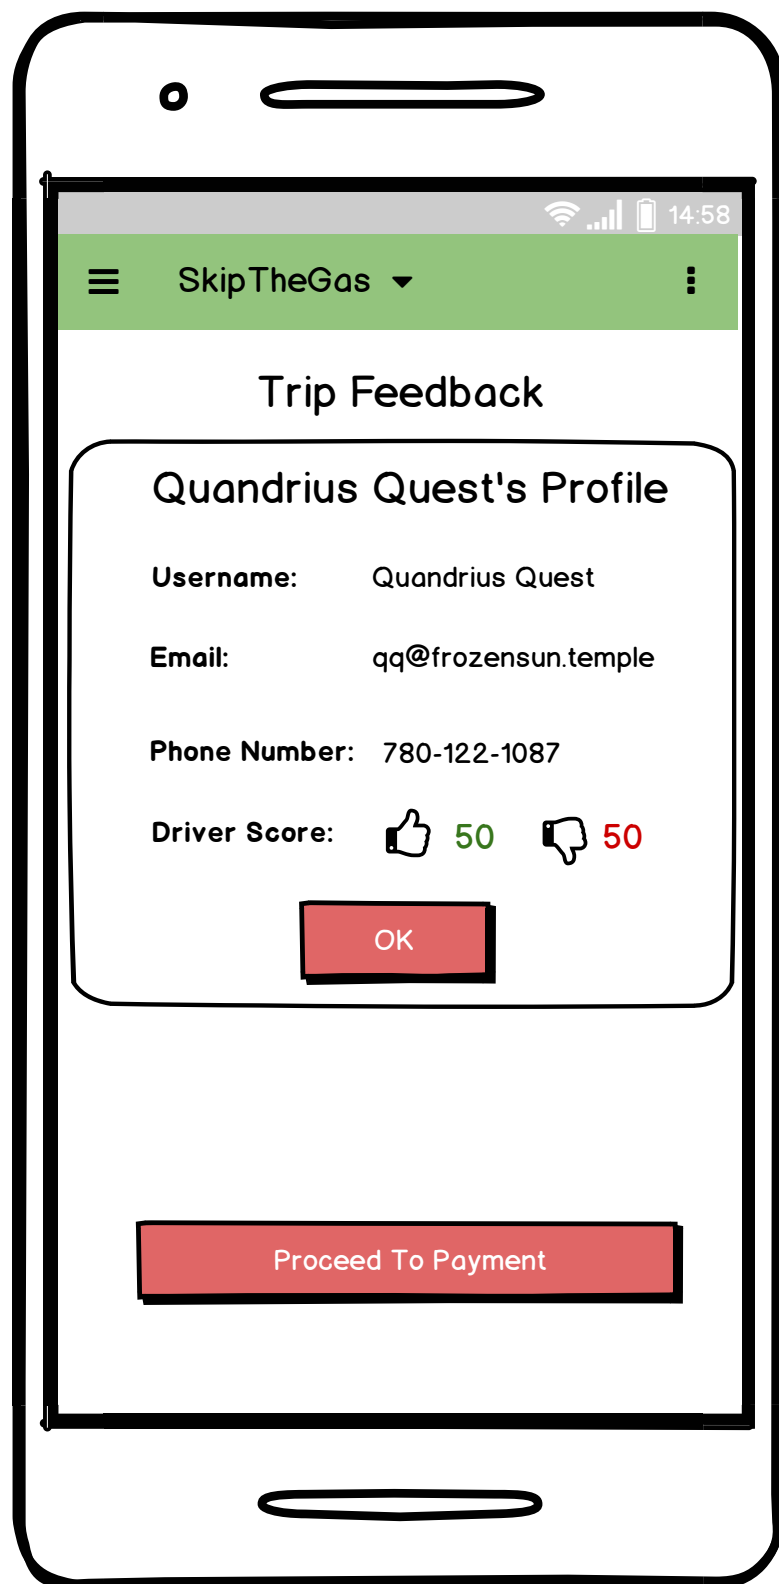 14:58
SkipTheGas
Trip Feedback
Quandrius Quest's Profile
Username: Quandrius Quest
Email: qq@frozensun.temple
Phone Number: 780-122-1087
Driver Score: 50 50
OK
Proceed To Payment